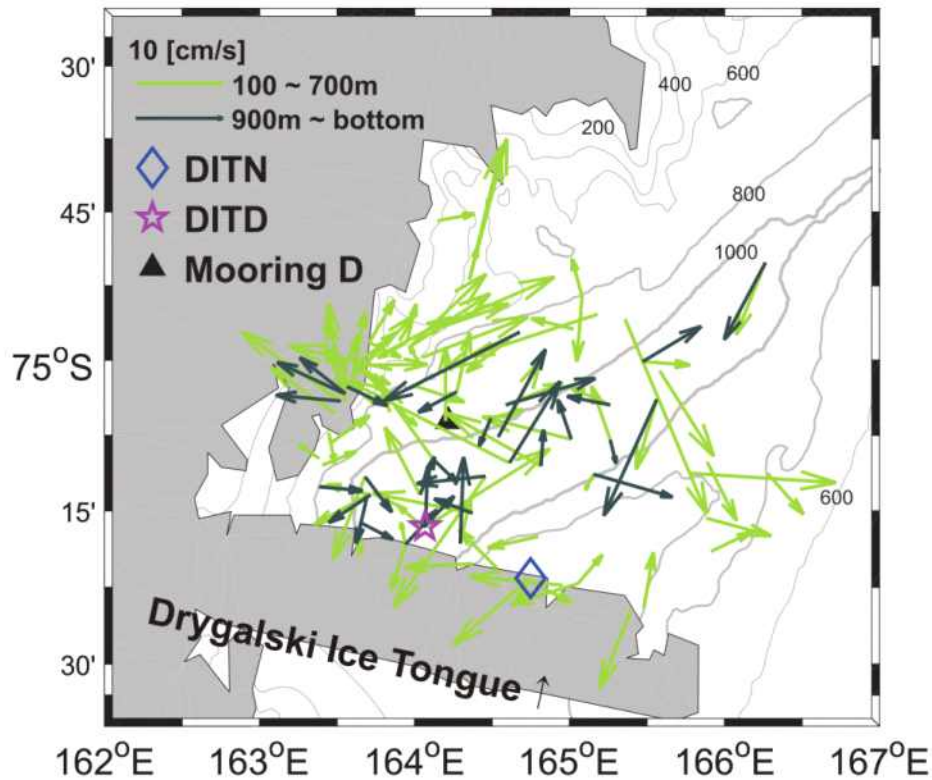 10 [cm/s]
100 ~ 700m
900m ~ bottom
DITN
DITD
Mooring D
30'
45'
75°S
15'
30'
600
400
200
800
1000
600
Drygalski Ice Tongue
162°E
163°E
164°E
165°E
166°E
167°E